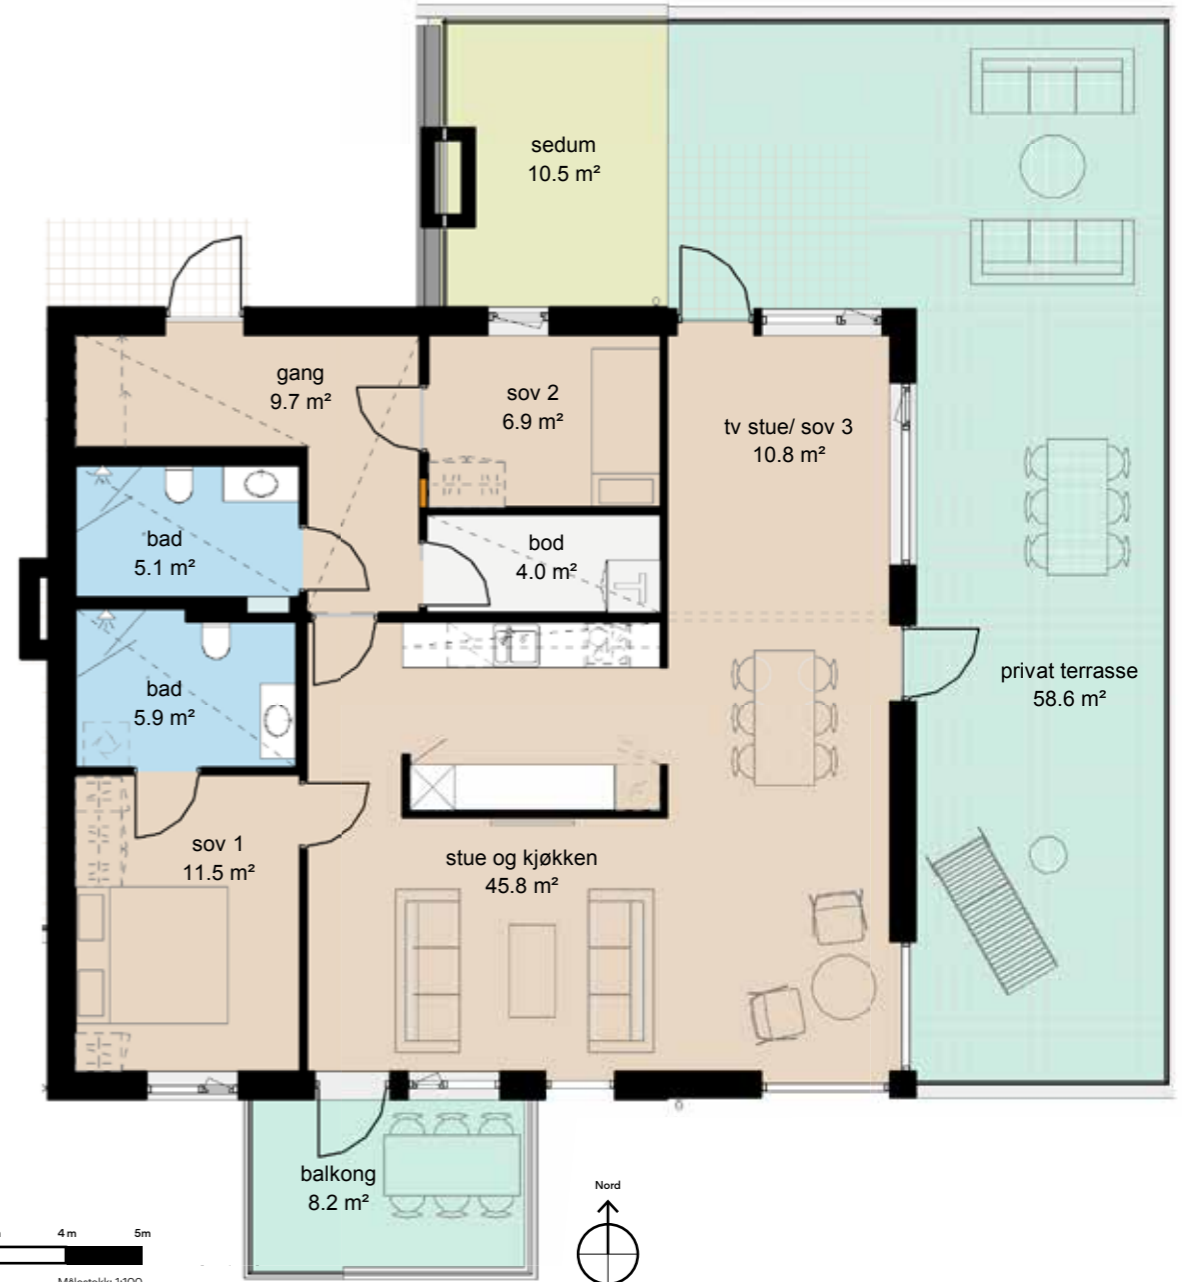 sedum
10.5 m²
gang
9.7 m²
sov 2
6.9 m²
tv stue/ sov 3
10.8 m²
bad
5.1 m²
bod
4.0 m²
bad
5.9 m²
privat terrasse
58.6 m²
sov 1
11.5 m²
stue og kjøkken
45.8 m²
balkong
8.2 m²
Nord
4 m
5m